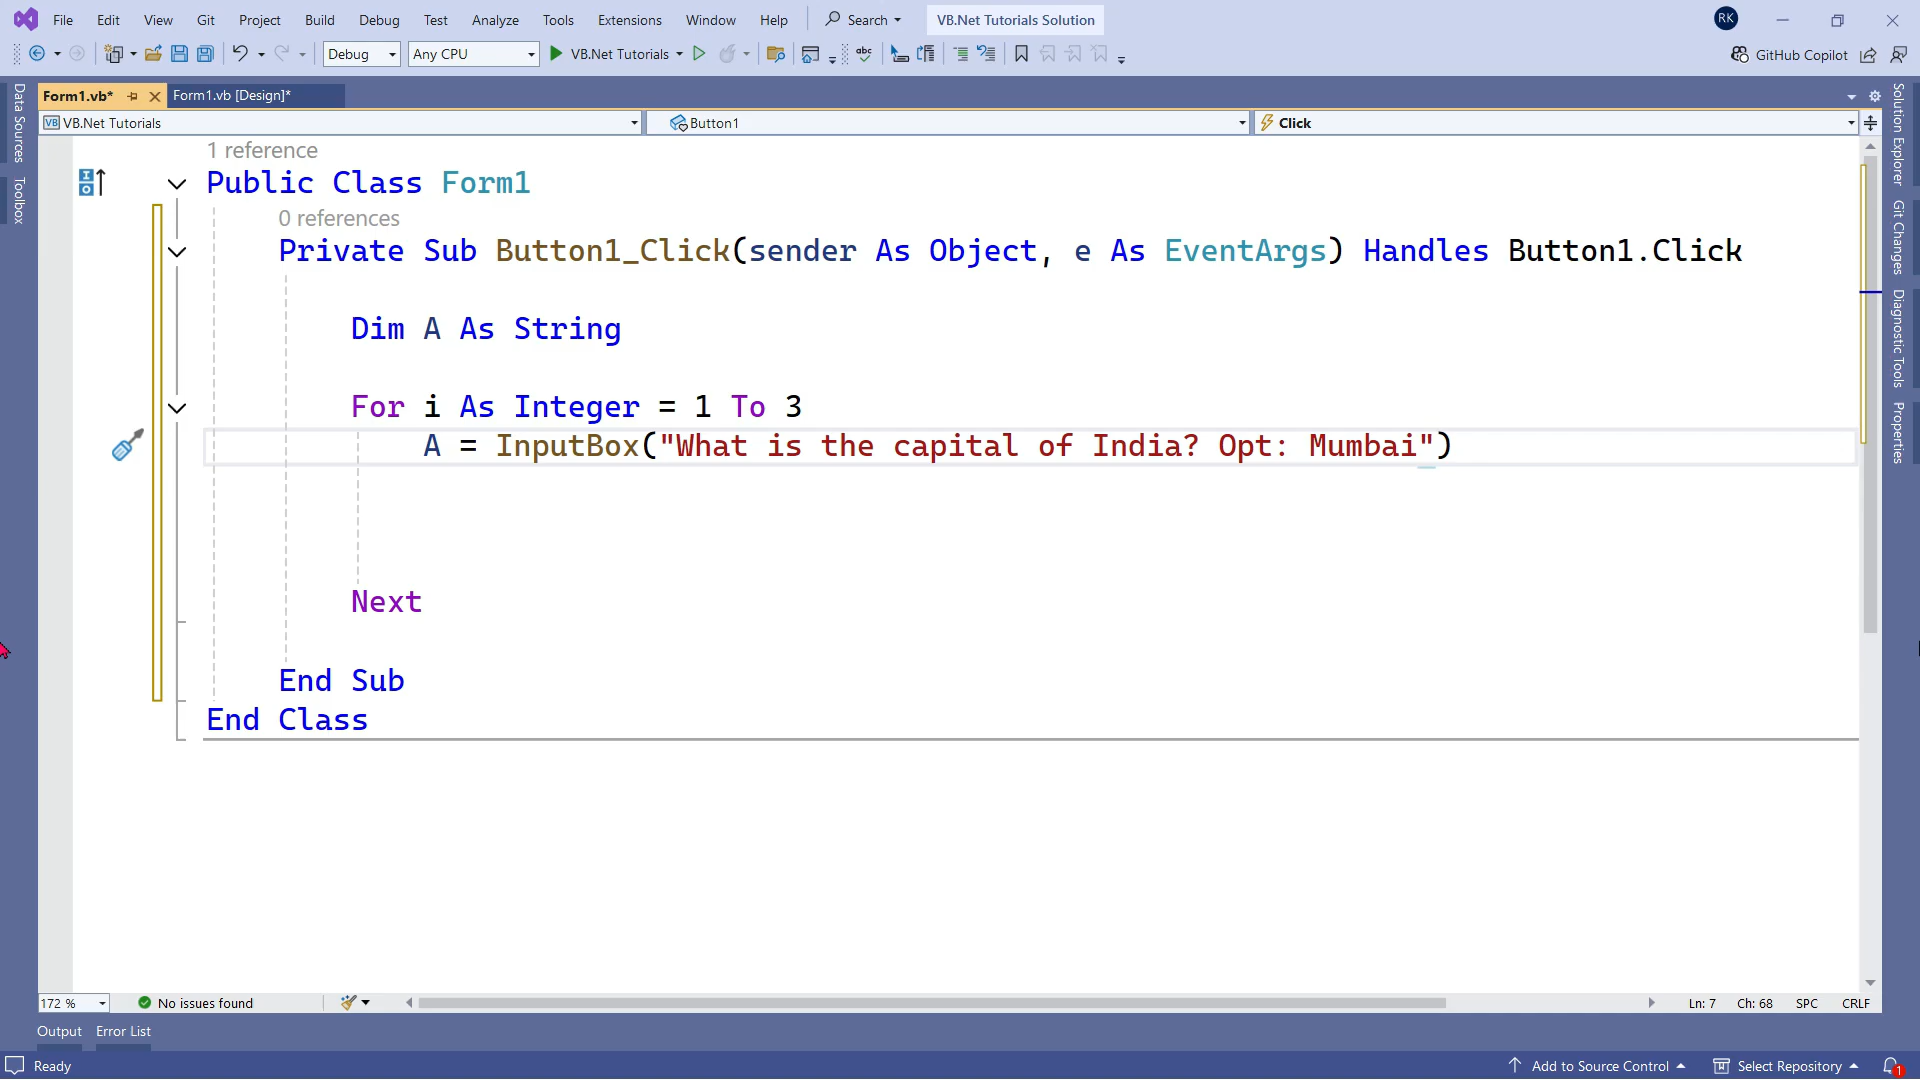 File Edit View Git Project Build Debug Test Analyze Tools Extensions Window Help Search VB.Net Tutorials Solution RK
Debug Any CPU VB.Net Tutorials abc GitHub Copilot
Form1.vb* Form1.vb [Design]*
VB VB.Net Tutorials Button1 Click
Data Sources
Toolbox
1 reference
Public Class Form1
0 references
Private Sub Button1_Click(sender As Object, e As EventArgs) Handles Button1.Click
Dim A As String
For i As Integer = 1 To 3
A = InputBox("What is the capital of India? Opt: Mumbai")
Next
End Sub
End Class
Solution Explorer
Git Changes
Diagnostic Tools
Properties
172 % No issues found Ln: 7 Ch: 68 SPC CRLF
Output Error List
Ready Add to Source Control Select Repository 1